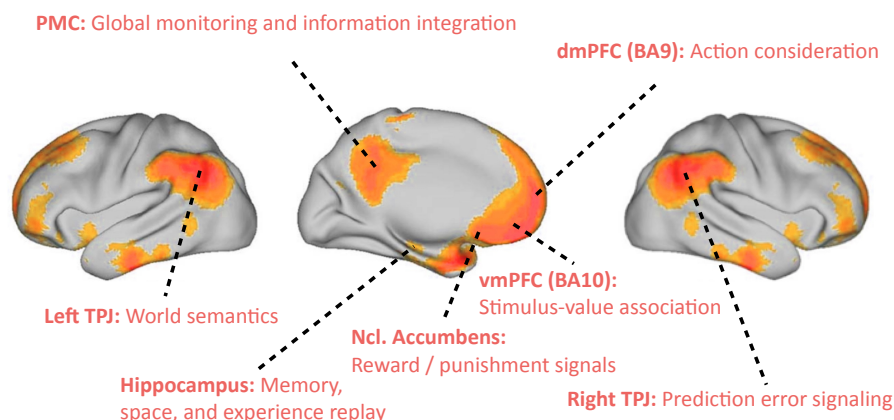 PMC: Global monitoring and information integration
dmPFC (BA9): Action consideration
vmPFC (BA10):
Stimulus-value association
Left TPJ: World semantics
Ncl. Accumbens:
Reward / punishment signals
Hippocampus: Memory,
space, and experience replay
Right TPJ: Prediction error signaling